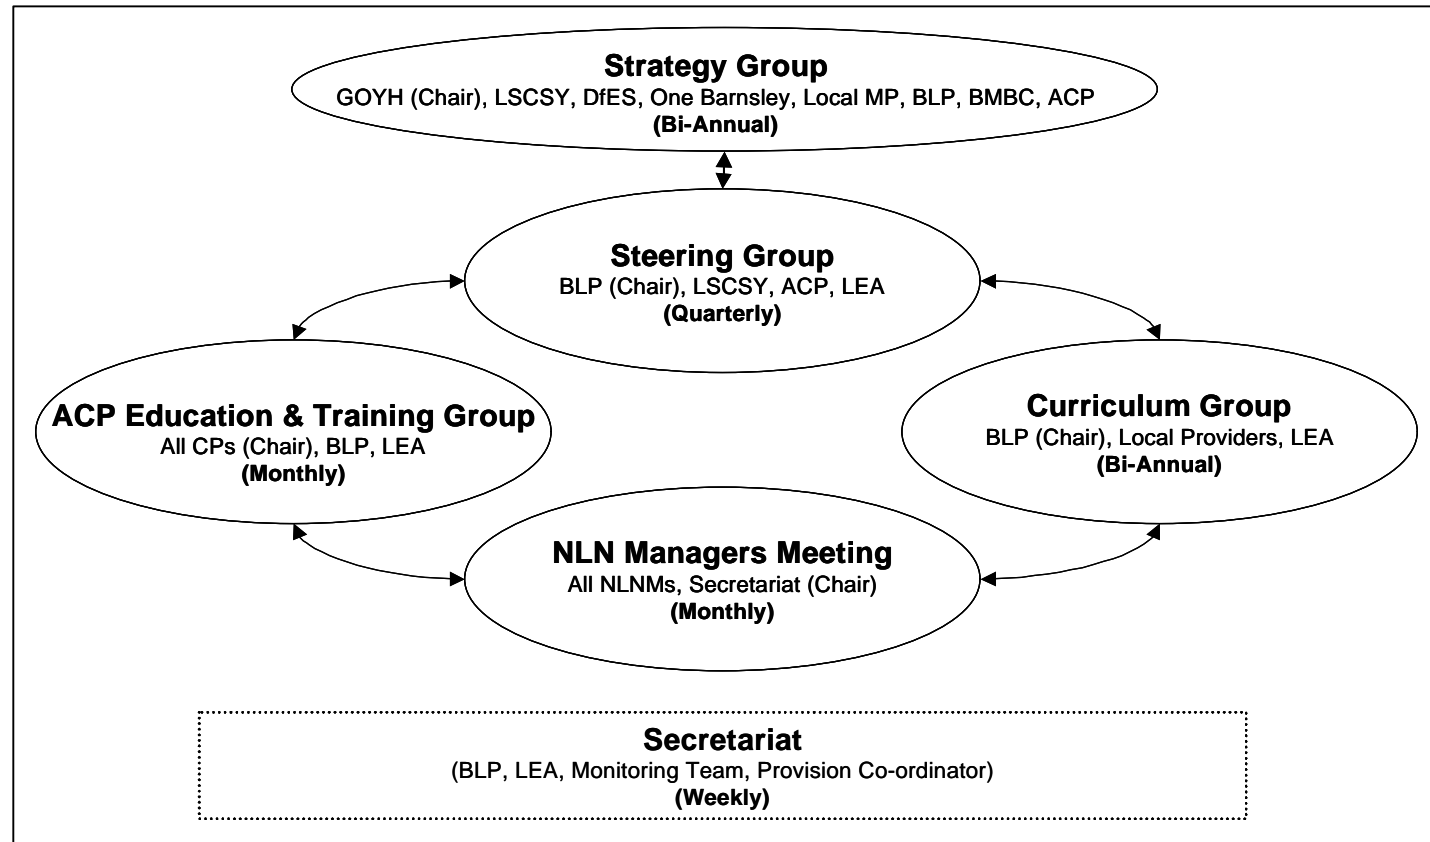 Strategy Group
GOYH (Chair), LSCSY, DfES, One Barnsley, Local MP, BLP, BMBC, ACP
(Bi-Annual)
Steering Group
BLP (Chair), LSCSY, ACP, LEA
(Quarterly)
ACP Education & Training Group
All CPs (Chair), BLP, LEA
(Monthly)
Curriculum Group
BLP (Chair), Local Providers, LEA
(Bi-Annual)
NLN Managers Meeting
All NLNMs, Secretariat (Chair)
(Monthly)
Secretariat
(BLP, LEA, Monitoring Team, Provision Co-ordinator)
(Weekly)